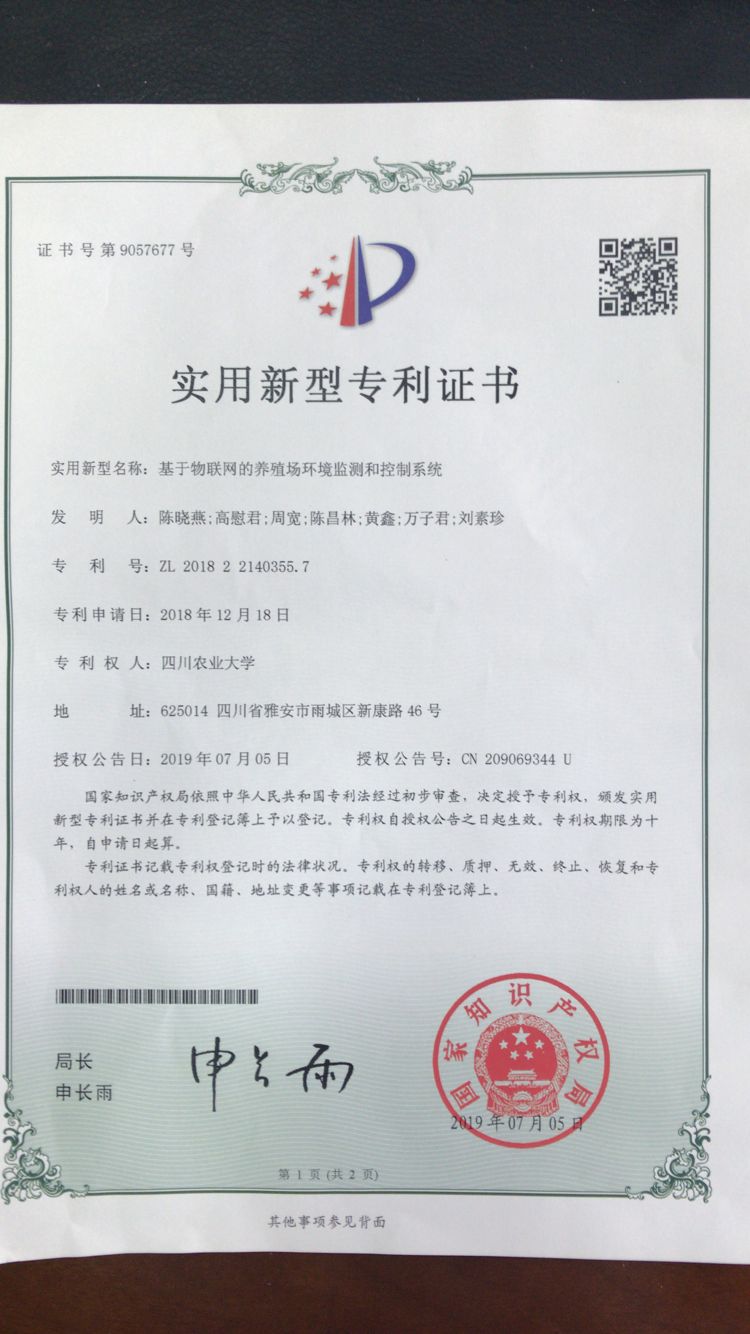 证书号第9057677号
实用新型专利证书
实用新型名称：基于物联网的养殖场环境监测和控制系统
发明人：陈晓燕;高慰君;周宽;陈昌林;黄鑫;万子君;刘素珍
专利号：ZL 2018 2 2140355.7
专利申请日：2018年12月18日
专利权人：四川农业大学
地址：625014 四川省雅安市雨城区新康路46号
授权公告日：2019年07月05日 授权公告号：CN 209069344 U
国家知识产权局依照中华人民共和国专利法经过初步审查，决定授予专利权，颁发实用
新型专利证书并在专利登记簿上予以登记。专利权自授权公告之日起生效。专利权期限为十
年，自申请日起算。
专利证书记载专利权登记时的法律状况。专利权的转移、质押、无效、终止、恢复和专
利权人的姓名或名称、国籍、地址变更等事项记载在专利登记簿上。
局长
申长雨
申长雨
国家知识产权局
2019年07月05日
第1页(共2页)
其他事项参见背面